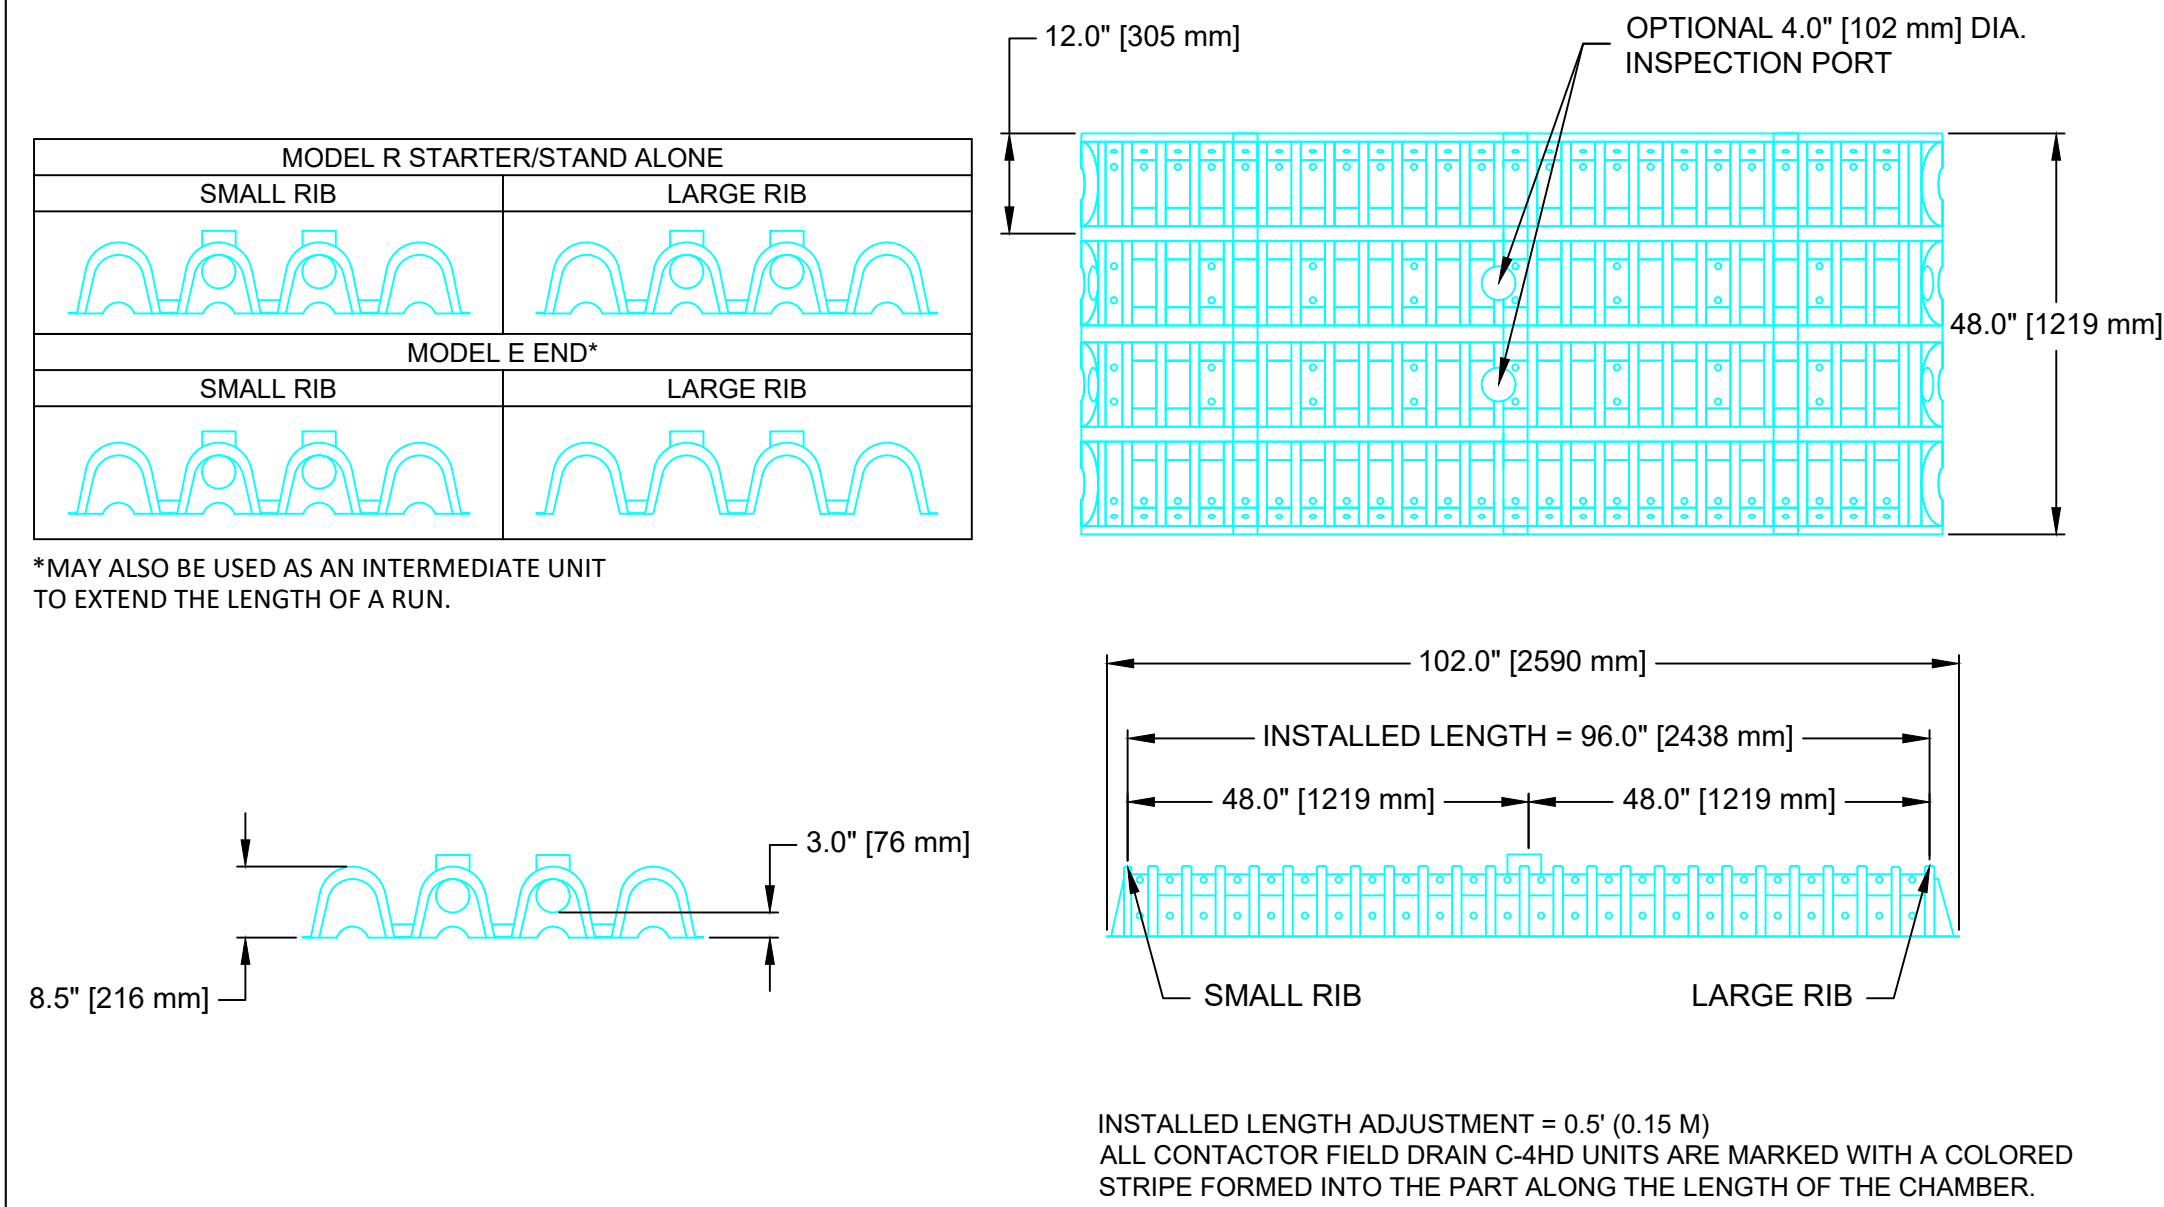 12.0" [305 mm]
OPTIONAL 4.0" [102 mm] DIA.
INSPECTION PORT
MODEL R STARTER/STAND ALONE
SMALL RIB
LARGE RIB
MODEL E END*
SMALL RIB
LARGE RIB
*MAY ALSO BE USED AS AN INTERMEDIATE UNIT
TO EXTEND THE LENGTH OF A RUN.
48.0" [1219 mm]
102.0" [2590 mm]
INSTALLED LENGTH = 96.0" [2438 mm]
48.0" [1219 mm]
48.0" [1219 mm]
3.0" [76 mm]
8.5" [216 mm]
SMALL RIB
LARGE RIB
INSTALLED LENGTH ADJUSTMENT = 0.5' (0.15 M)
ALL CONTACTOR FIELD DRAIN C-4HD UNITS ARE MARKED WITH A COLORED
STRIPE FORMED INTO THE PART ALONG THE LENGTH OF THE CHAMBER.